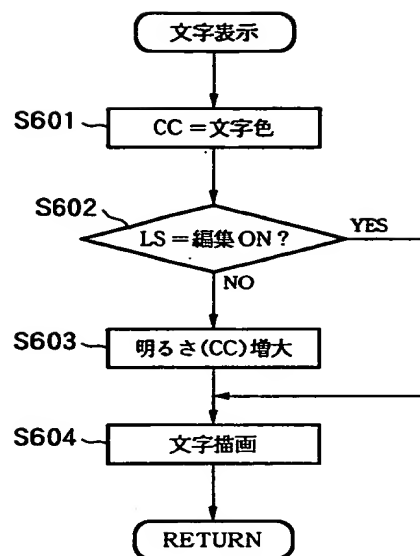 文字表示
S601
CC=文字色
S602
LS=編集ON?
YES
NO
S603
明るさ(CC)増大
S604
文字描画
RETURN